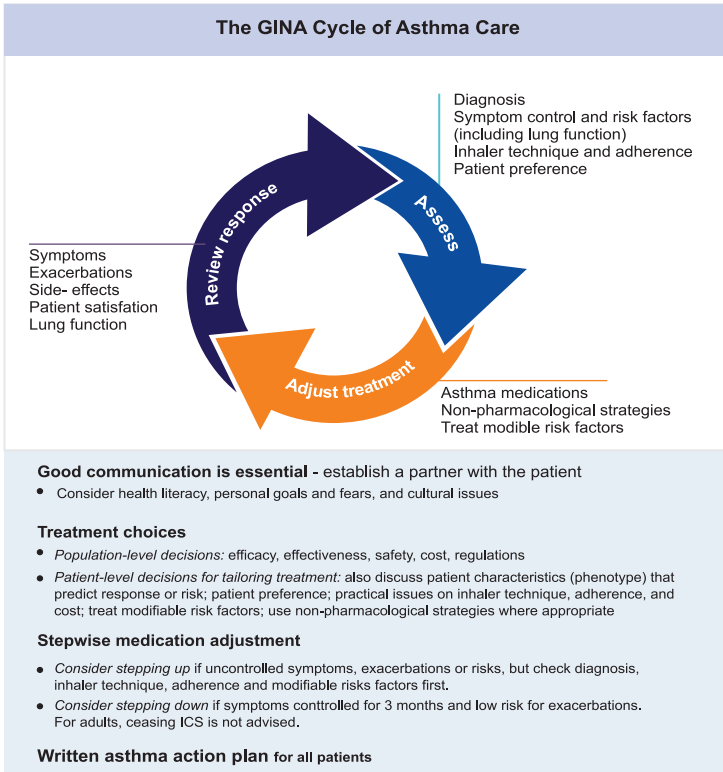 The GINA Cycle of Asthma Care
Diagnosis
Symptom control and risk factors
(including lung function)
Inhaler technique and adherence
Patient preference
Assess
Review response
Symptoms
Exacerbations
Side- effects
Patient satisfation
Lung function
Adjust treatment
Asthma medications
Non-pharmacological strategies
Treat modible risk factors
Good communication is essential - establish a partner with the patient
• Consider health literacy, personal goals and fears, and cultural issues
Treatment choices
• Population-level decisions: efficacy, effectiveness, safety, cost, regulations
• Patient-level decisions for tailoring treatment: also discuss patient characteristics (phenotype) that
predict response or risk; patient preference; practical issues on inhaler technique, adherence, and
cost; treat modifiable risk factors; use non-pharmacological strategies where appropriate
Stepwise medication adjustment
• Consider stepping up if uncontrolled symptoms, exacerbations or risks, but check diagnosis,
inhaler technique, adherence and modifiable risks factors first.
• Consider stepping down if symptoms conttrolled for 3 months and low risk for exacerbations.
For adults, ceasing ICS is not advised.
Written asthma action plan for all patients